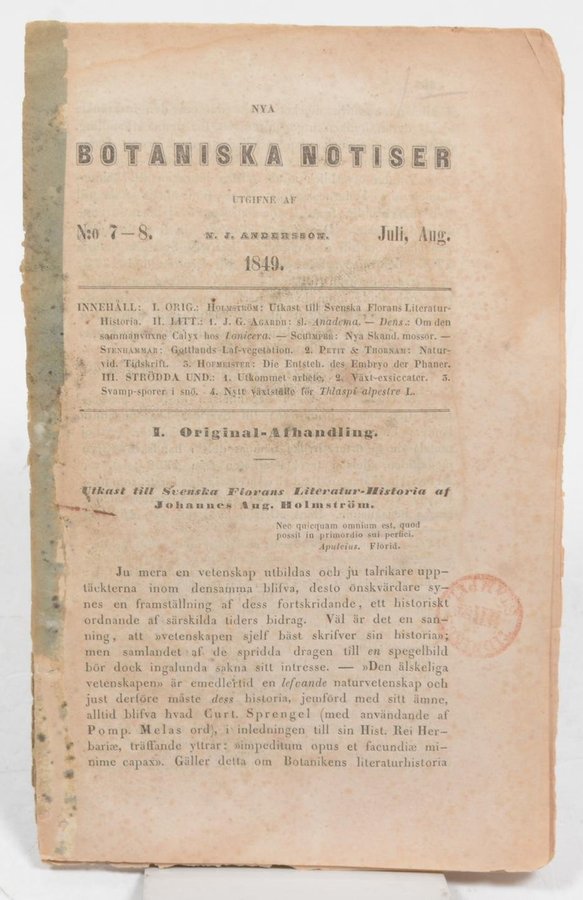 NYA
BOTANISKA NOTISER
UTGIFNE AF
N:o 7—8. N. J. ANDERSSON. Juli, Aug.
1849.
INNEHÅLL: I. ORIG.: HOLMSTRÖM: Utkast till Svenska Florans Literatur-
Historia. II. LITT.: 1. J. G. AGARDH: sl. Anadema. — Dens.: Om den
sammanvuxne Calyx hos Lonicera. — SCHIMPER: Nya Skand. mossor. —
STENHAMMAR: Gottlands Laf-vegetation. 2. PETIT & THORNAM: Natur-
vid. Tidskrift. 3. HOFMEISTER: Die Entsteh. des Embryo der Phaner.
III. STRÖDDA UND.: 1. Utkommet arbete. 2. Växt-exsiccater. 3.
Svamp-sporer i snö. 4. Nytt växtställe för Thlaspi alpestre L.
I. Original-Afhandling.
Utkast till Svenska Florans Literatur-Historia af
Johannes Aug. Holmström.
Nec quicquam omnium est, quod
possit in primordio sui perfici.
Apulejus. Florid.
Ju mera en vetenskap utbildas och ju talrikare upp-
täckterna inom densamma blifva, desto önskvärdare sy-
nes en framställning af dess fortskridande, ett historiskt
ordnande af särskilda tiders bidrag. Väl är det en san-
ning, att »vetenskapen sjelf bäst skrifver sin historia»;
men samlandet af de spridda dragen till en spegelbild
bör dock ingalunda sakna sitt intresse. — »Den älskeliga
vetenskapen» är emedlertid en lefvande naturvetenskap och
just derföre måste dess historia, jemförd med sitt ämne,
alltid blifva hvad Curt. Sprengel (med användande af
Pomp. Melas ord), i inledningen till sin Hist. Rei Her-
bariæ, träffande yttrar: »impeditum opus et facundiæ mi-
nime capax». Gäller detta om Botanikens literaturhistoria